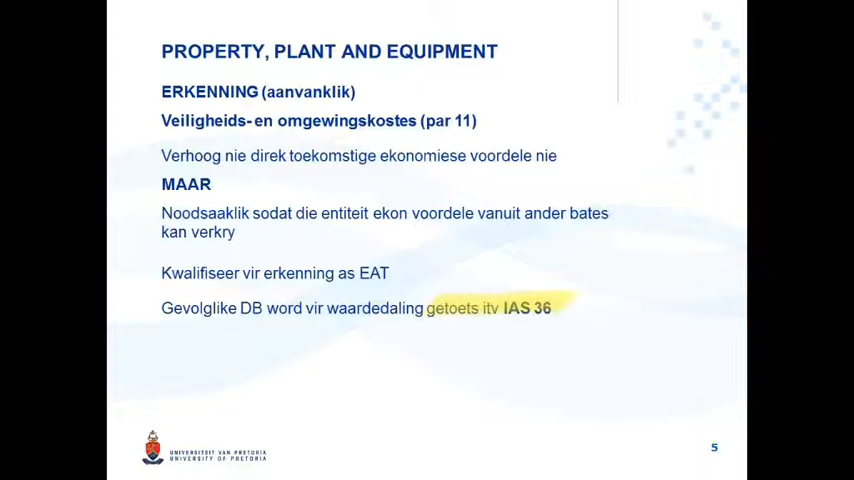 PROPERTY, PLANT AND EQUIPMENT
ERKENNING (aanvanklik)
Veiligheids- en omgewingskostes (par 11)
Verhoog nie direk toekomstige ekonomiese voordele nie
MAAR
Noodsaaklik sodat die entiteit ekon voordele vanuit ander bates
kan verkry
Kwalifiseer vir erkenning as EAT
Gevolglike DB word vir waardedaling getoets itv IAS 36
UNIVERSITEIT VAN PRETORIA
UNIVERSITY OF PRETORIA
5